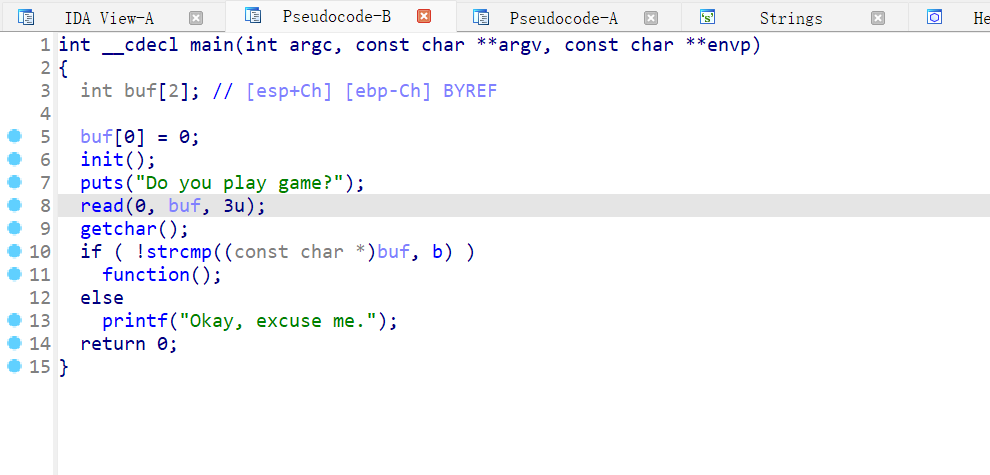 IDA View-A Pseudocode-B Pseudocode-A Strings He
1 int __cdecl main(int argc, const char **argv, const char **envp)
2 {
3   int buf[2]; // [esp+Ch] [ebp-Ch] BYREF
4
5   buf[0] = 0;
6   init();
7   puts("Do you play game?");
8   read(0, buf, 3u);
9   getchar();
10   if ( !strcmp((const char *)buf, b) )
11     function();
12   else
13     printf("Okay, excuse me.");
14   return 0;
15 }